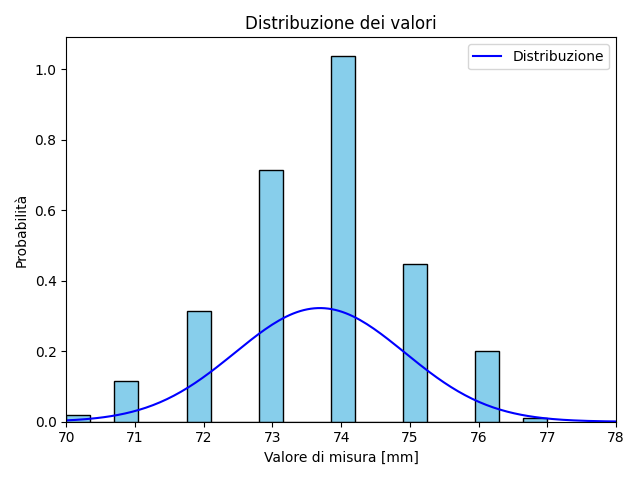 Distribuzione dei valori
Distribuzione
1.0
0.8
0.6
0.4
0.2
0.0
Probabilità
70 71 72 73 74 75 76 77 78
Valore di misura [mm]